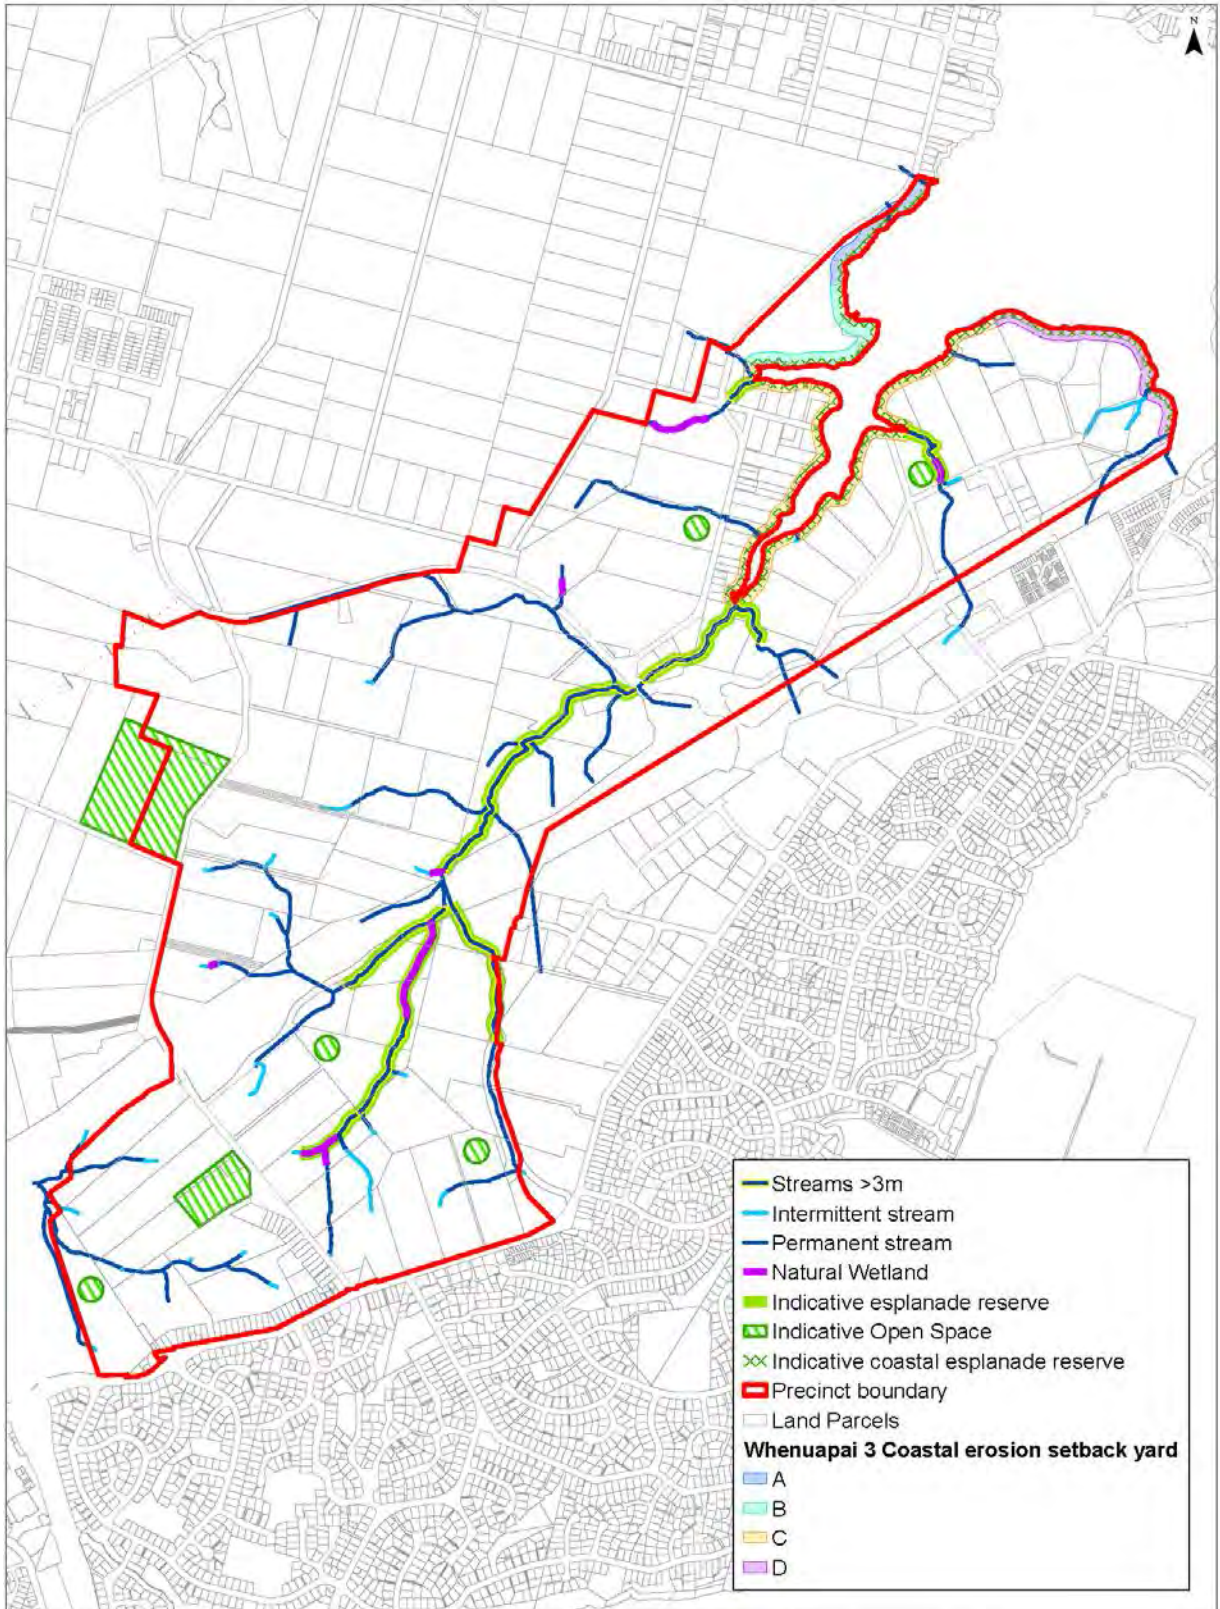 N
Streams >3m
Intermittent stream
Permanent stream
Natural Wetland
Indicative esplanade reserve
Indicative Open Space
Indicative coastal esplanade reserve
Precinct boundary
Land Parcels
Whenuapai 3 Coastal erosion setback yard
A
B
C
D